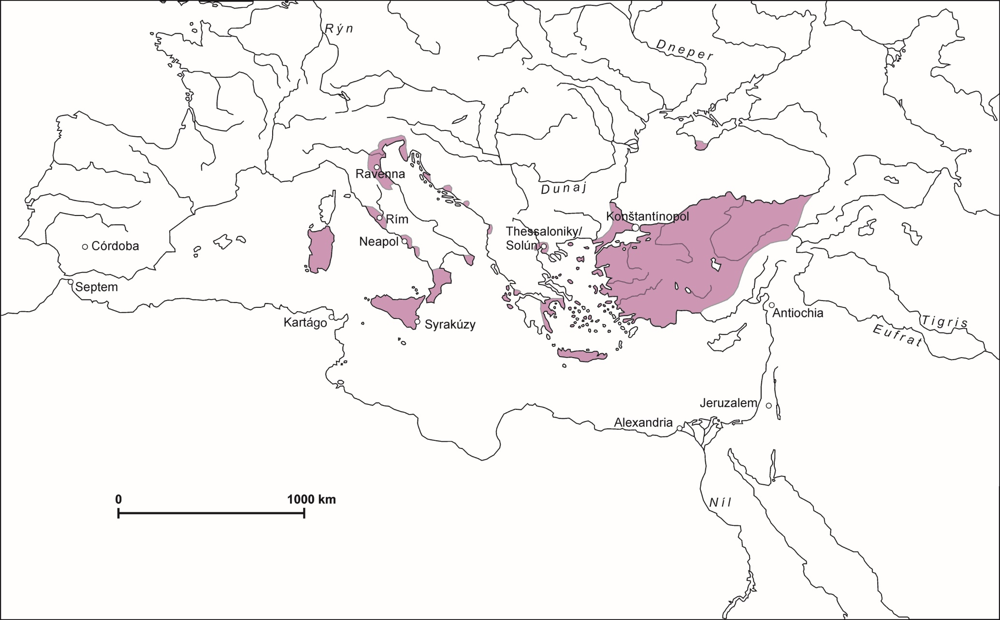 Rýn
Dneper
Ravenna
Dunaj
Konštantínopol
Rím
Thessaloniky/
Solún
Neapol
Córdoba
Septem
Antiochia
Kartágo
Syrakúzy
Tigris
Eufrat
Jeruzalem
Alexandria
0 1000 km
Níl